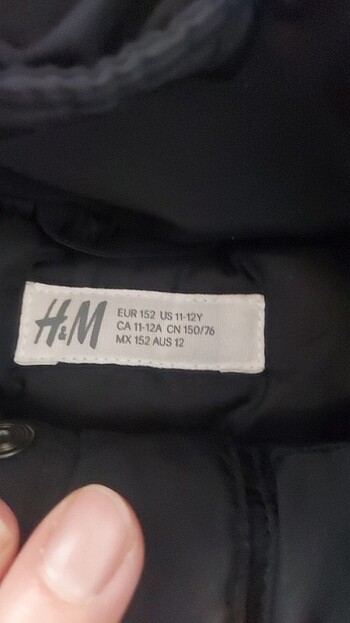 H&M
EUR 152 US 11-12Y
CA 11-12A CN 150/76
MX 152 AUS 12